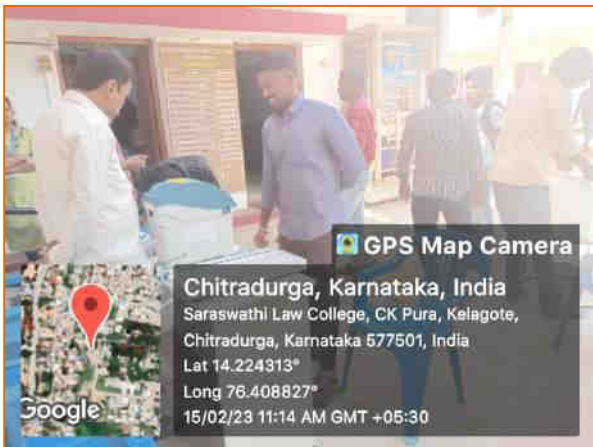 GPS Map Camera
Chitradurga, Karnataka, India
Saraswathi Law College, CK Pura, Kelagote,
Chitradurga, Karnataka 577501, India
Lat 14.224313°
Long 76.408827°
15/02/23 11:14 AM GMT +05:30
Google